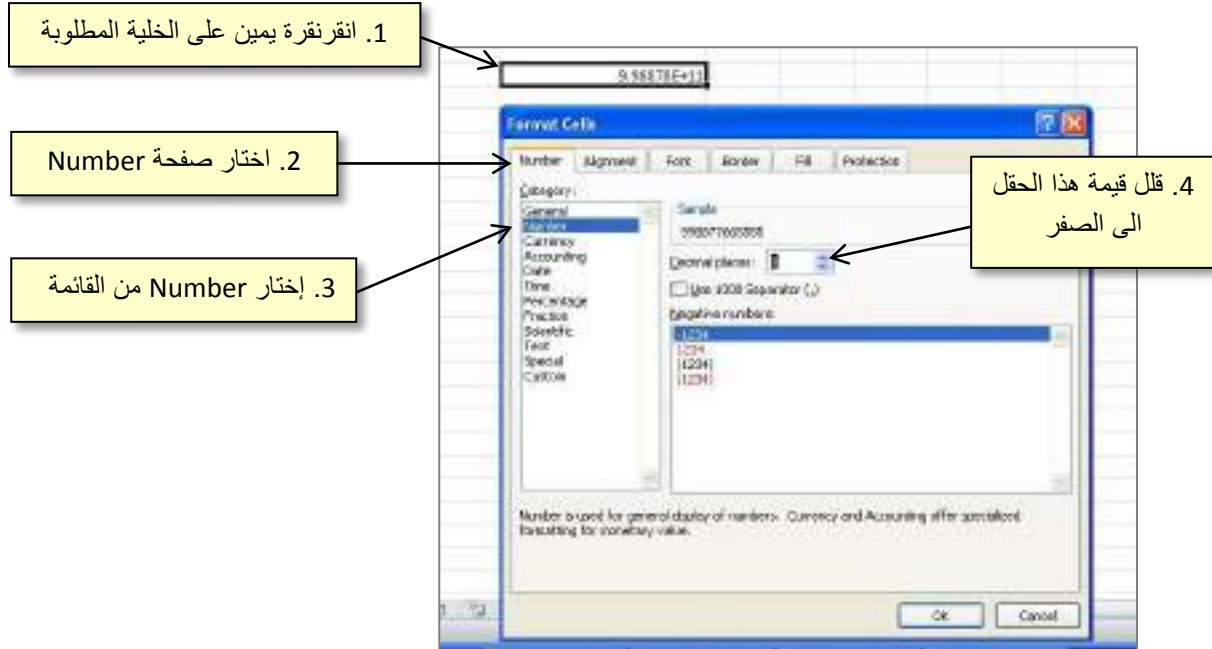 1. انقرنقرة يمين على الخلية المطلوبة
9.98878E+11
Format Cells
2. اختار صفحة Number
Number Alignment Font Border Fill Protection
4. قلل قيمة هذا الحقل
الى الصفر
Category:
General
Number
Currency
Accounting
Date
Time
Percentage
Fraction
Scientific
Text
Special
Custom
Sample
Decimal places:
Use 1000 Separator (,)
3. إختار Number من القائمة
Negative numbers:
-1234
1234
(1234)
(1234)
Number is used for general display of numbers. Currency and Accounting offer specialized
formatting for monetary value.
OK Cancel